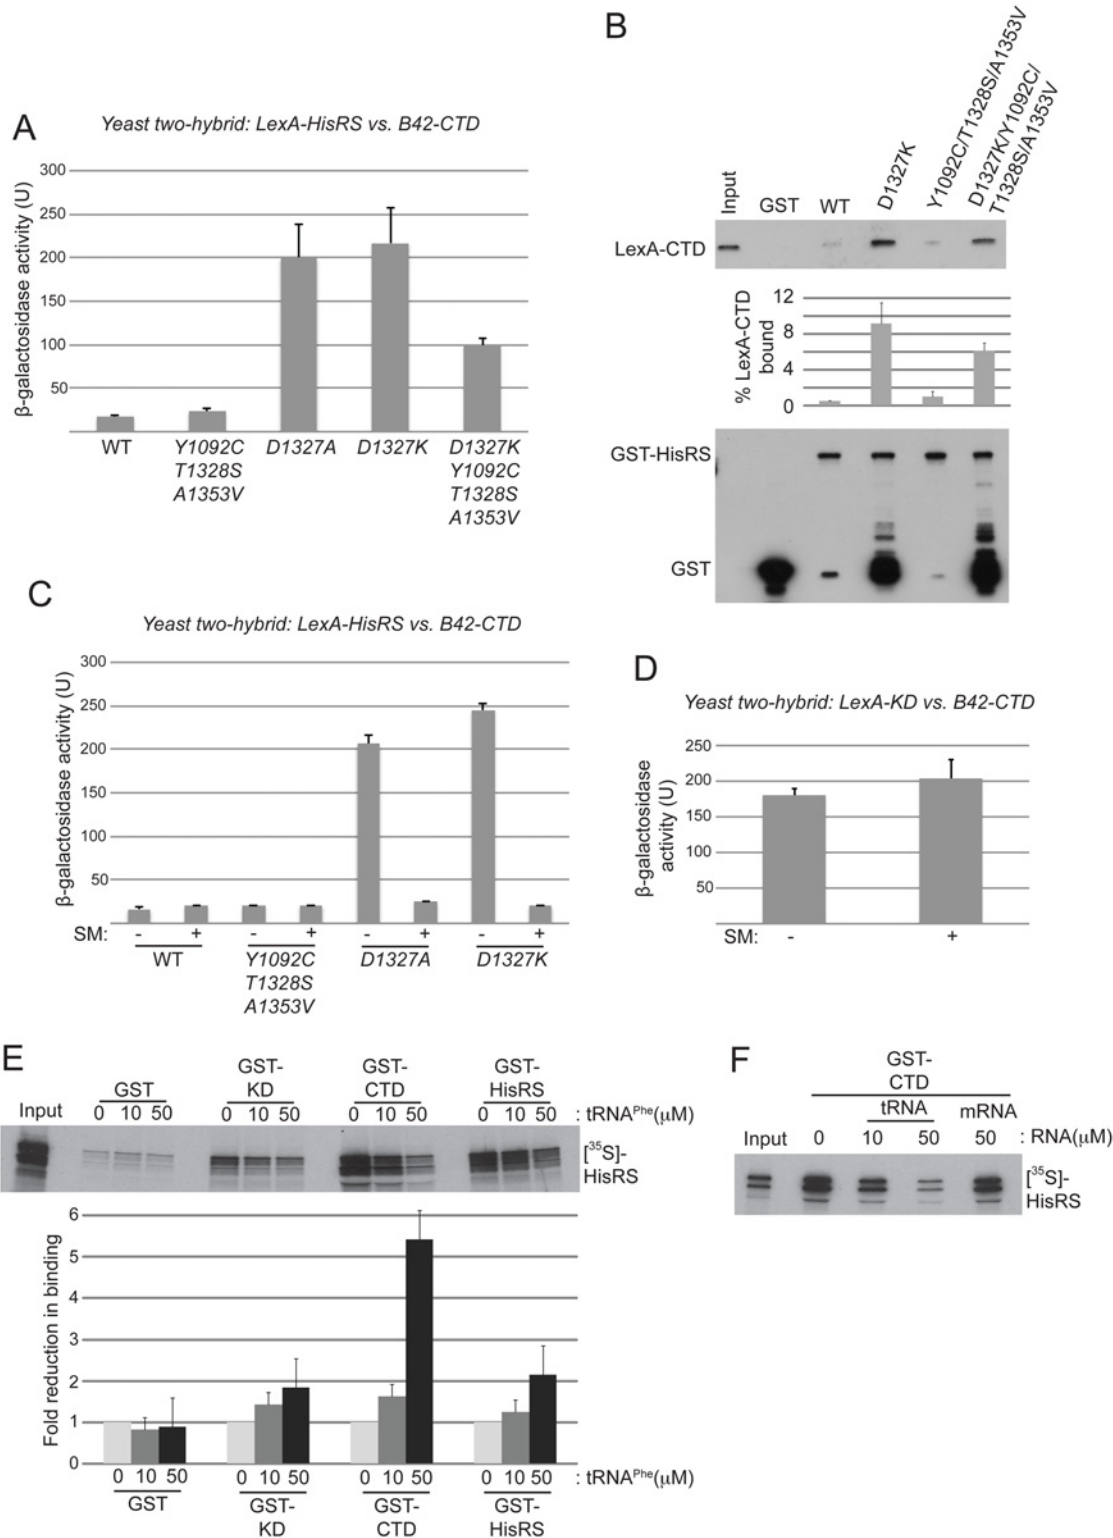 A
Yeast two-hybrid: LexA-HisRS vs. B42-CTD
β-galactosidase activity (U)
300
250
200
150
100
50
WT
Y1092C
T1328S
A1353V
D1327A
D1327K
D1327K
Y1092C
T1328S
A1353V
B
Input
GST
WT
D1327K
Y1092C/T1328S/A1353V
D1327K/Y1092C/
T1328S/A1353V
LexA-CTD
% LexA-CTD
bound
12
8
4
0
GST-HisRS
GST
C
Yeast two-hybrid: LexA-HisRS vs. B42-CTD
β-galactosidase activity (U)
300
250
200
150
100
50
SM: - + - + - + - +
WT
Y1092C
T1328S
A1353V
D1327A
D1327K
D
Yeast two-hybrid: LexA-KD vs. B42-CTD
β-galactosidase
activity (U)
250
200
150
100
50
SM: - +
E
Input
GST
GST-
KD
GST-
CTD
GST-
HisRS
0 10 50 0 10 50 0 10 50 0 10 50 : tRNAᴾʰᵉ(μM)
[³⁵S]-
HisRS
Fold reduction in binding
6
5
4
3
2
1
0
0 10 50 0 10 50 0 10 50 0 10 50 : tRNAᴾʰᵉ(μM)
GST
GST-
KD
GST-
CTD
GST-
HisRS
F
GST-
CTD
tRNA mRNA
Input 0 10 50 50 : RNA(μM)
[³⁵S]-
HisRS